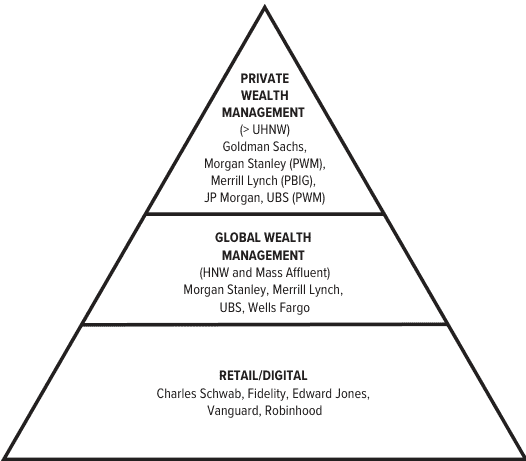 PRIVATE
WEALTH
MANAGEMENT
(> UHNW)
Goldman Sachs,
Morgan Stanley (PWM),
Merrill Lynch (PBIG),
JP Morgan, UBS (PWM)
GLOBAL WEALTH
MANAGEMENT
(HNW and Mass Affluent)
Morgan Stanley, Merrill Lynch,
UBS, Wells Fargo
RETAIL/DIGITAL
Charles Schwab, Fidelity, Edward Jones,
Vanguard, Robinhood